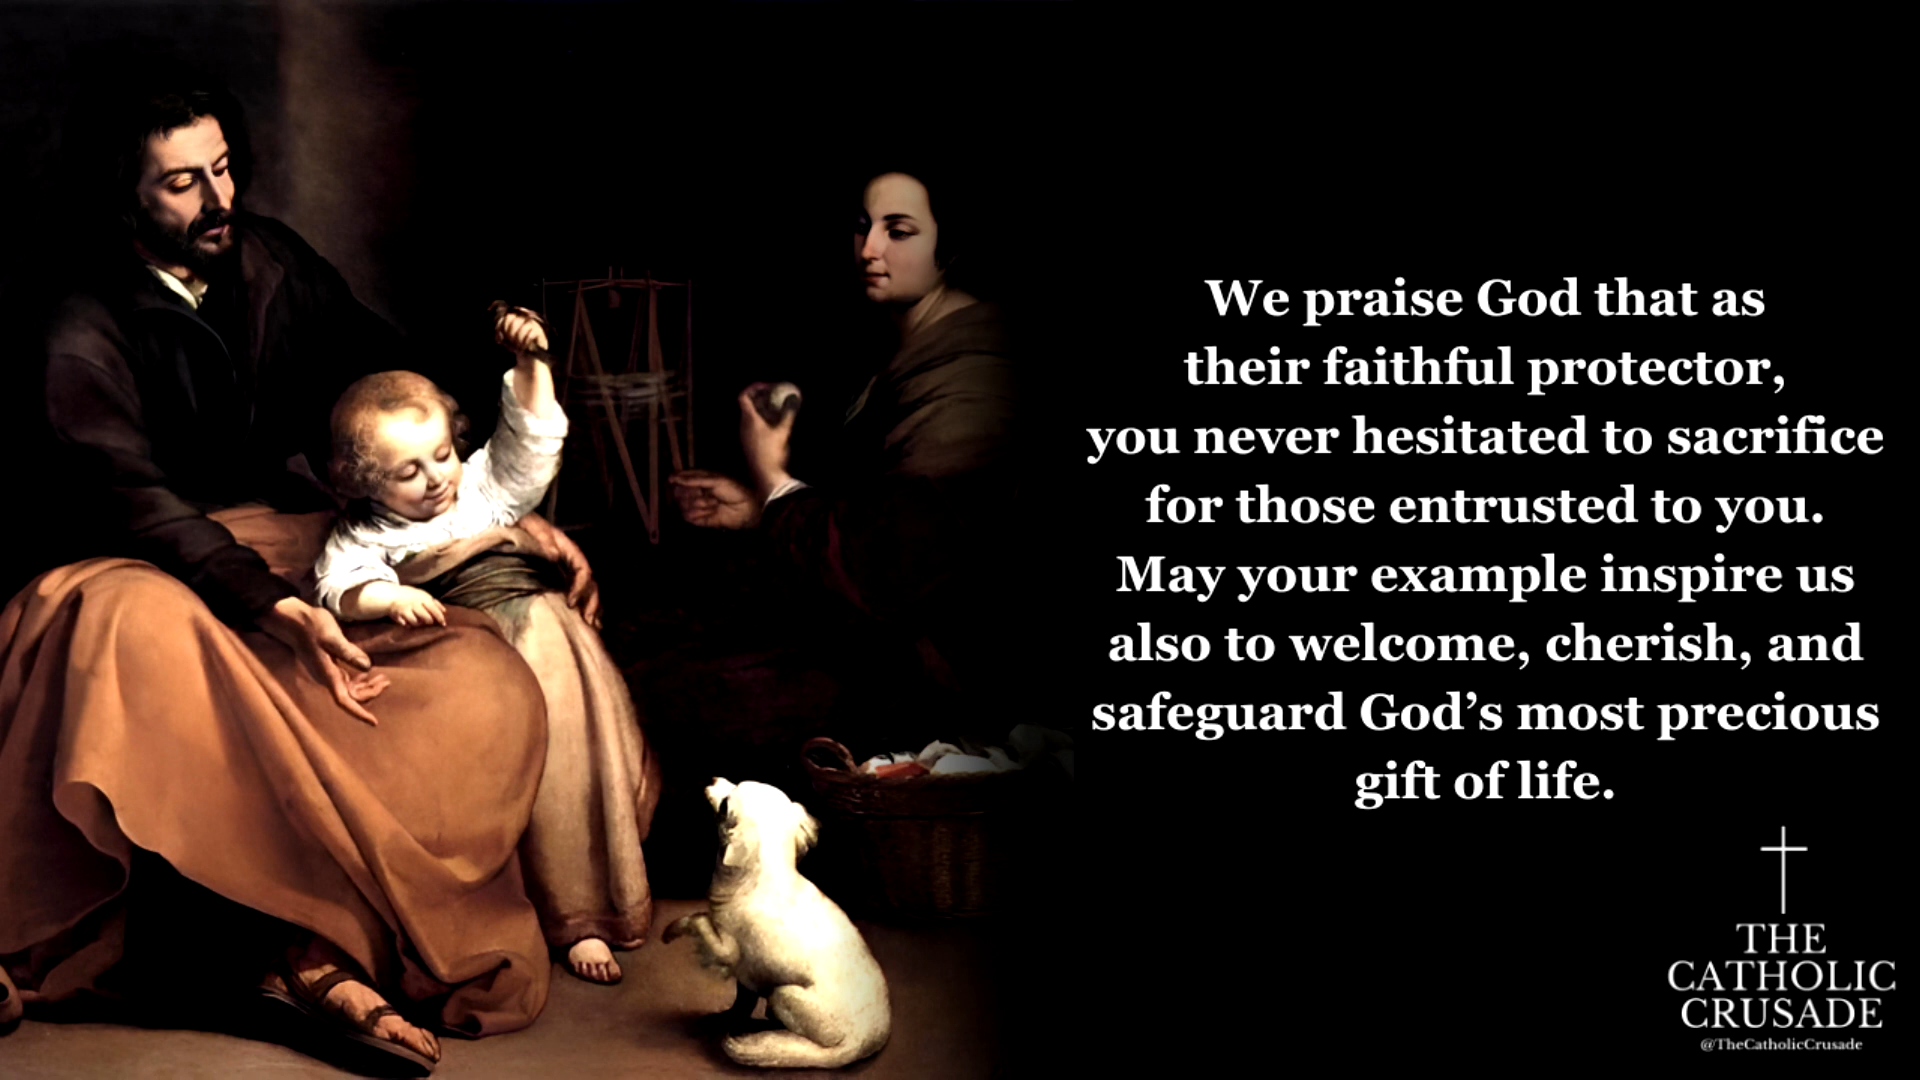 We praise God that as
their faithful protector,
you never hesitated to sacrifice
for those entrusted to you.
May your example inspire us
also to welcome, cherish, and
safeguard God’s most precious
gift of life.
THE
CATHOLIC
CRUSADE
@TheCatholicCrusade